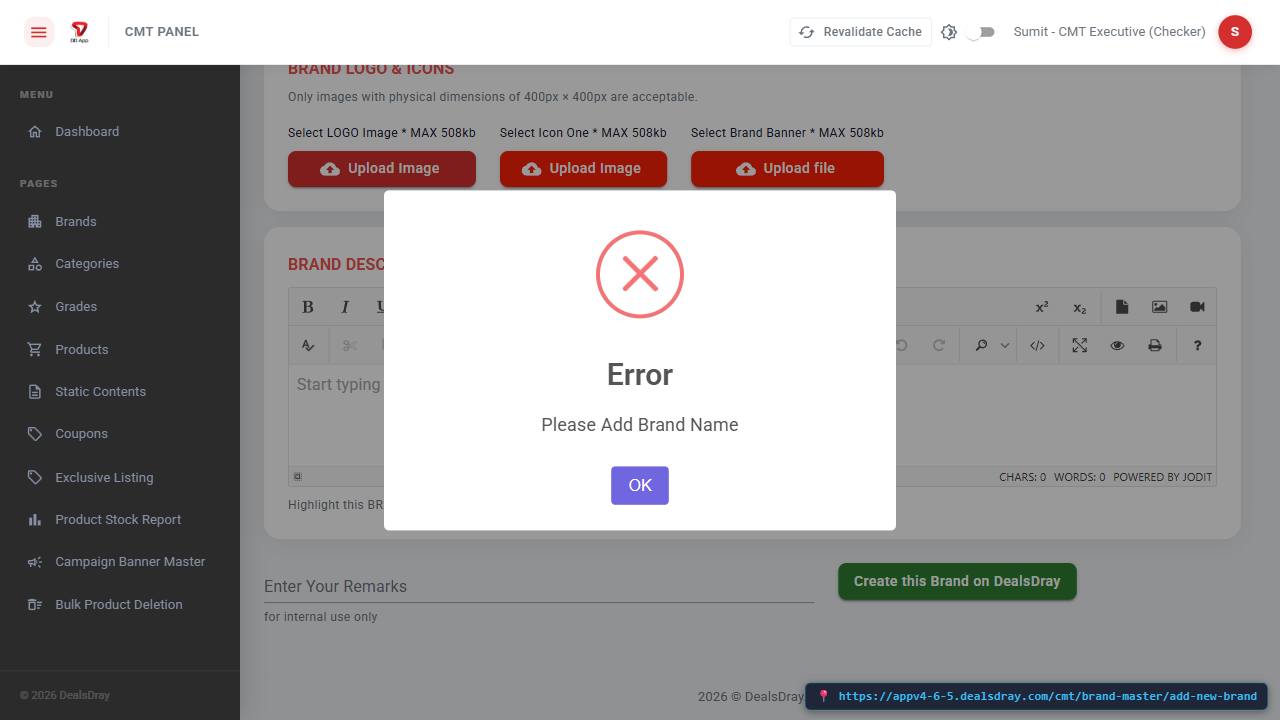 DD App
CMT PANEL
Revalidate Cache
Sumit - CMT Executive (Checker)
S
MENU
Dashboard
PAGES
Brands
Categories
Grades
Products
Static Contents
Coupons
Exclusive Listing
Product Stock Report
Campaign Banner Master
Bulk Product Deletion
© 2026 DealsDray
BRAND LOGO & ICONS
Only images with physical dimensions of 400px × 400px are acceptable.
Select LOGO Image * MAX 508kb
Select Icon One * MAX 508kb
Select Brand Banner * MAX 508kb
Upload Image
Upload Image
Upload file
BRAND DESC
B I U x² x₂
</> ?
Start typing
CHARS: 0 WORDS: 0 POWERED BY JODIT
Highlight this BR
Error
Please Add Brand Name
OK
Enter Your Remarks
for internal use only
Create this Brand on DealsDray
2026 © DealsDray
https://appv4-6-5.dealsdray.com/cmt/brand-master/add-new-brand